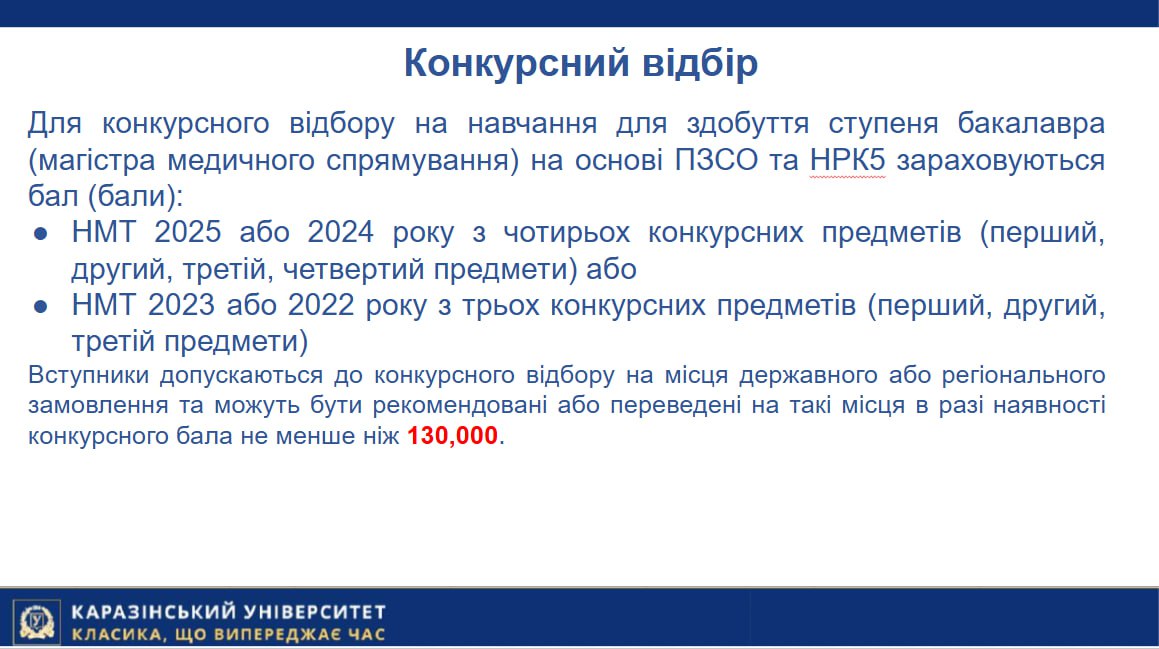 Конкурсний відбір
Для конкурсного відбору на навчання для здобуття ступеня бакалавра
(магістра медичного спрямування) на основі ПЗСО та НРК5 зараховуються
бал (бали):
● НМТ 2025 або 2024 року з чотирьох конкурсних предметів (перший,
другий, третій, четвертий предмети) або
● НМТ 2023 або 2022 року з трьох конкурсних предметів (перший, другий,
третій предмети)
Вступники допускаються до конкурсного відбору на місця державного або регіонального
замовлення та можуть бути рекомендовані або переведені на такі місця в разі наявності
конкурсного бала не менше ніж 130,000.
КАРАЗІНСЬКИЙ УНІВЕРСИТЕТ
КЛАСИКА, ЩО ВИПЕРЕДЖАЄ ЧАС